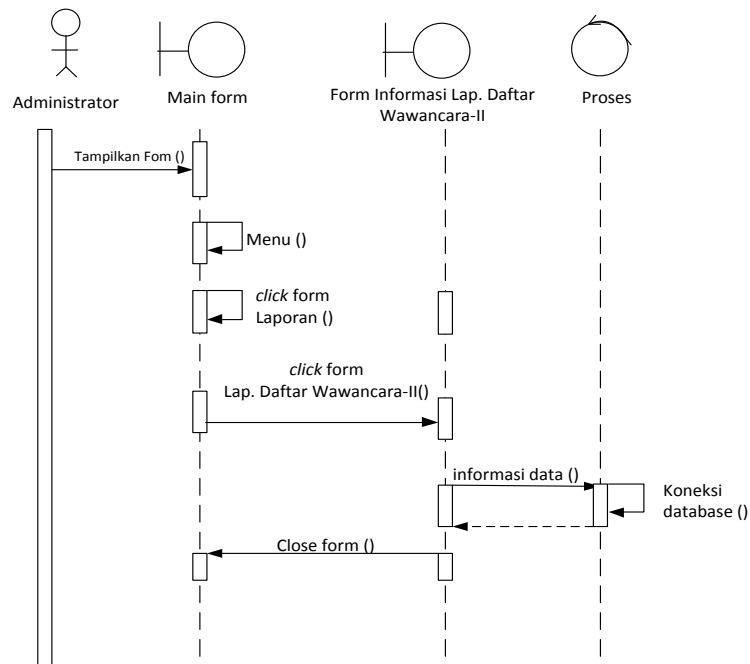 Administrator
Main form
Form Informasi Lap. Daftar
Wawancara-II
Proses
Tampilkan Fom ()
Menu ()
click form
Laporan ()
click form
Lap. Daftar Wawancara-II()
informasi data ()
Koneksi
database ()
Close form ()